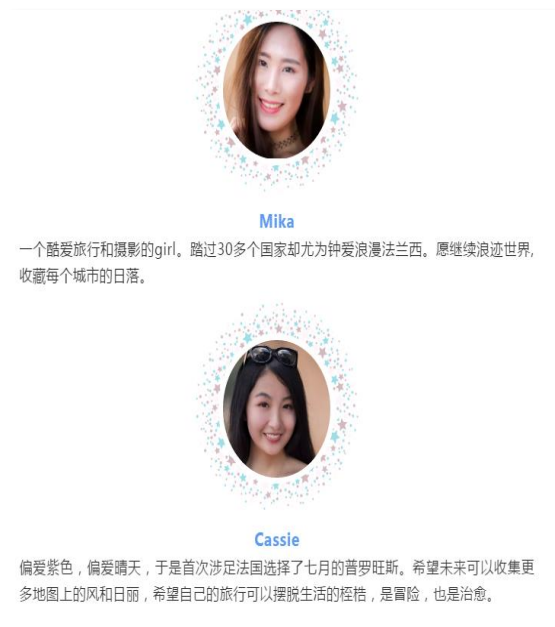 Mika
一个酷爱旅行和摄影的girl。踏过30多个国家却尤为钟爱浪漫法兰西。愿继续浪迹世界,
收藏每个城市的日落。
Cassie
偏爱紫色，偏爱晴天，于是首次涉足法国选择了七月的普罗旺斯。希望未来可以收集更
多地图上的风和日丽，希望自己的旅行可以摆脱生活的桎梏，是冒险，也是治愈。